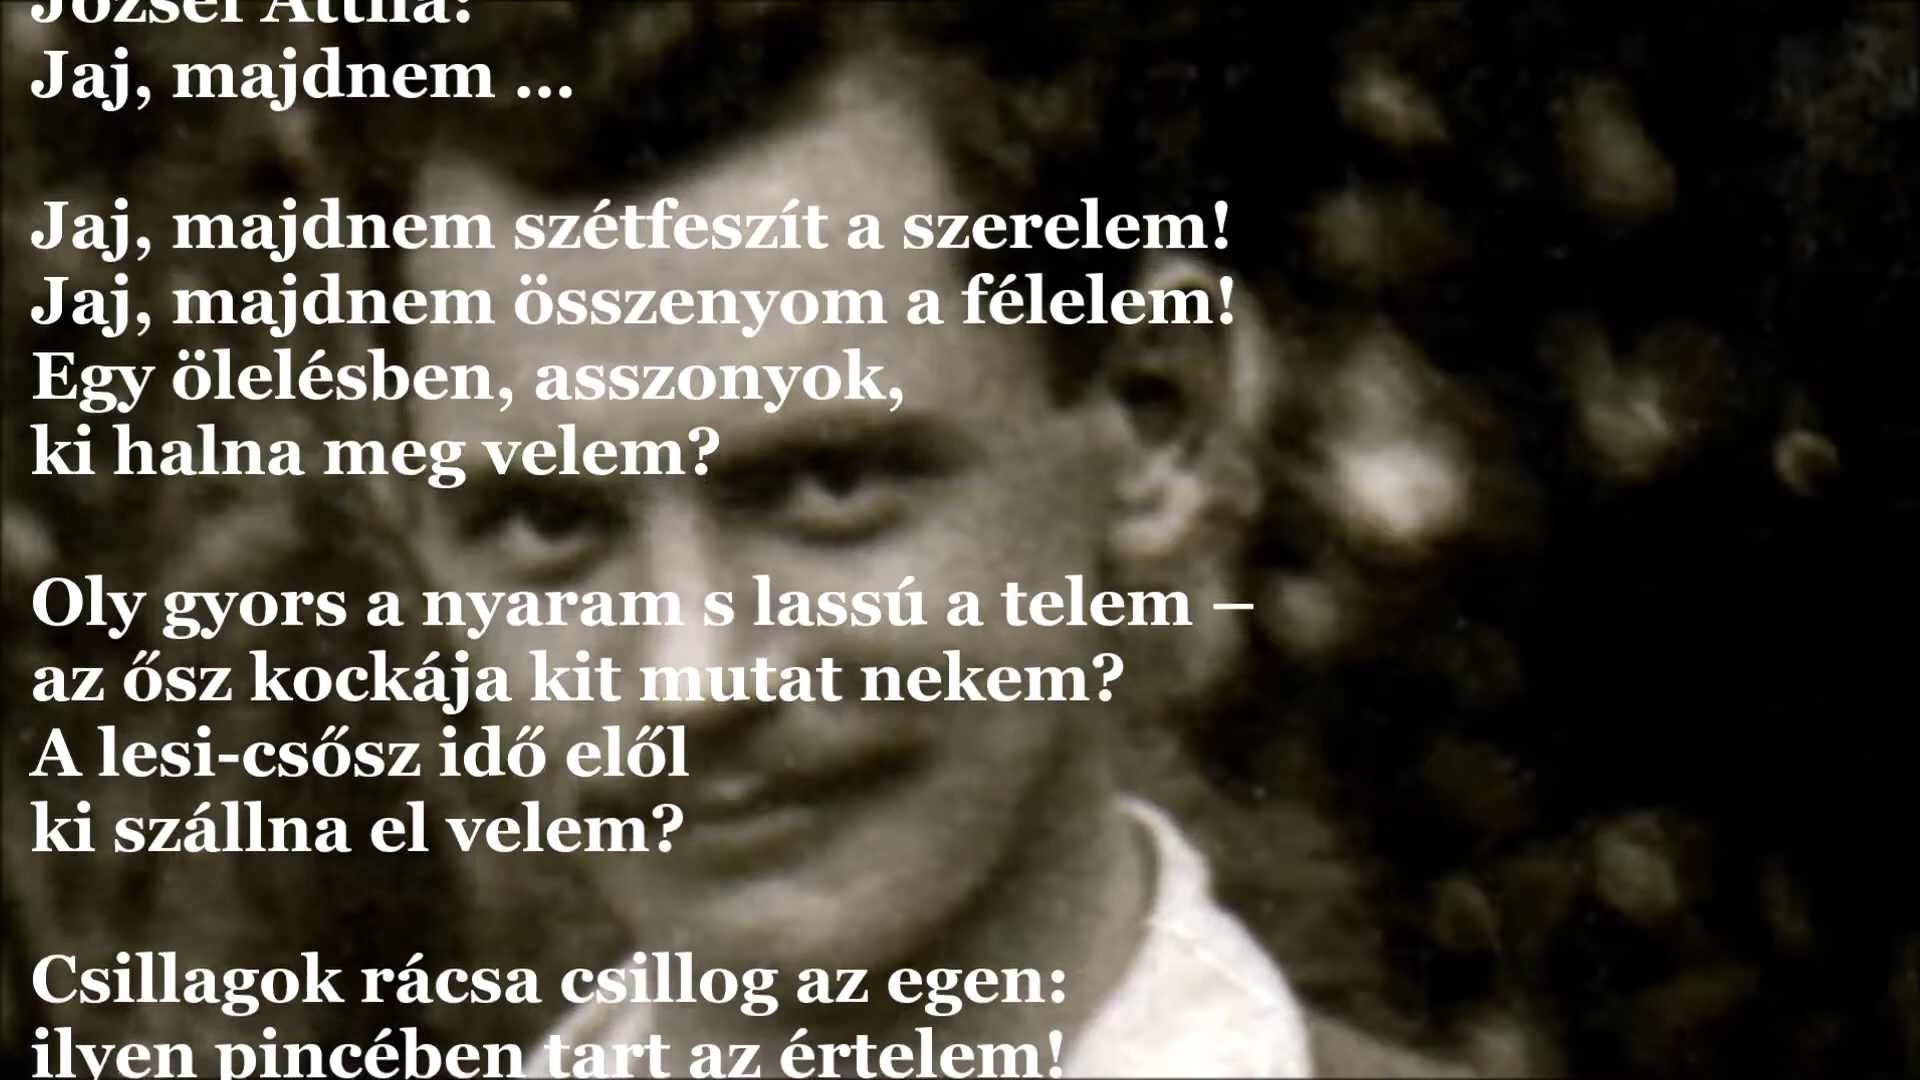 József Attila:
Jaj, majdnem ...
Jaj, majdnem szétfeszít a szerelem!
Jaj, majdnem összenyom a félelem!
Egy ölelésben, asszonyok,
ki halna meg velem?
Oly gyors a nyaram s lassú a telem –
az ősz kockája kit mutat nekem?
A lesi-csősz idő elől
ki szállna el velem?
Csillagok rácsa csillog az egen:
ilyen pincében tart az értelem!